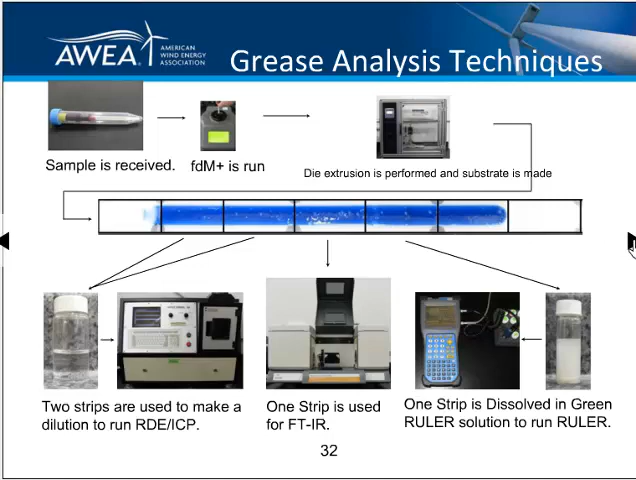 AWEA
AMERICAN
WIND ENERGY
ASSOCIATION
Grease Analysis Techniques
Sample is received.
fdM+ is run
Die extrusion is performed and substrate is made
Two strips are used to make a
dilution to run RDE/ICP.
One Strip is used
for FT-IR.
One Strip is Dissolved in Green
RULER solution to run RULER.
32